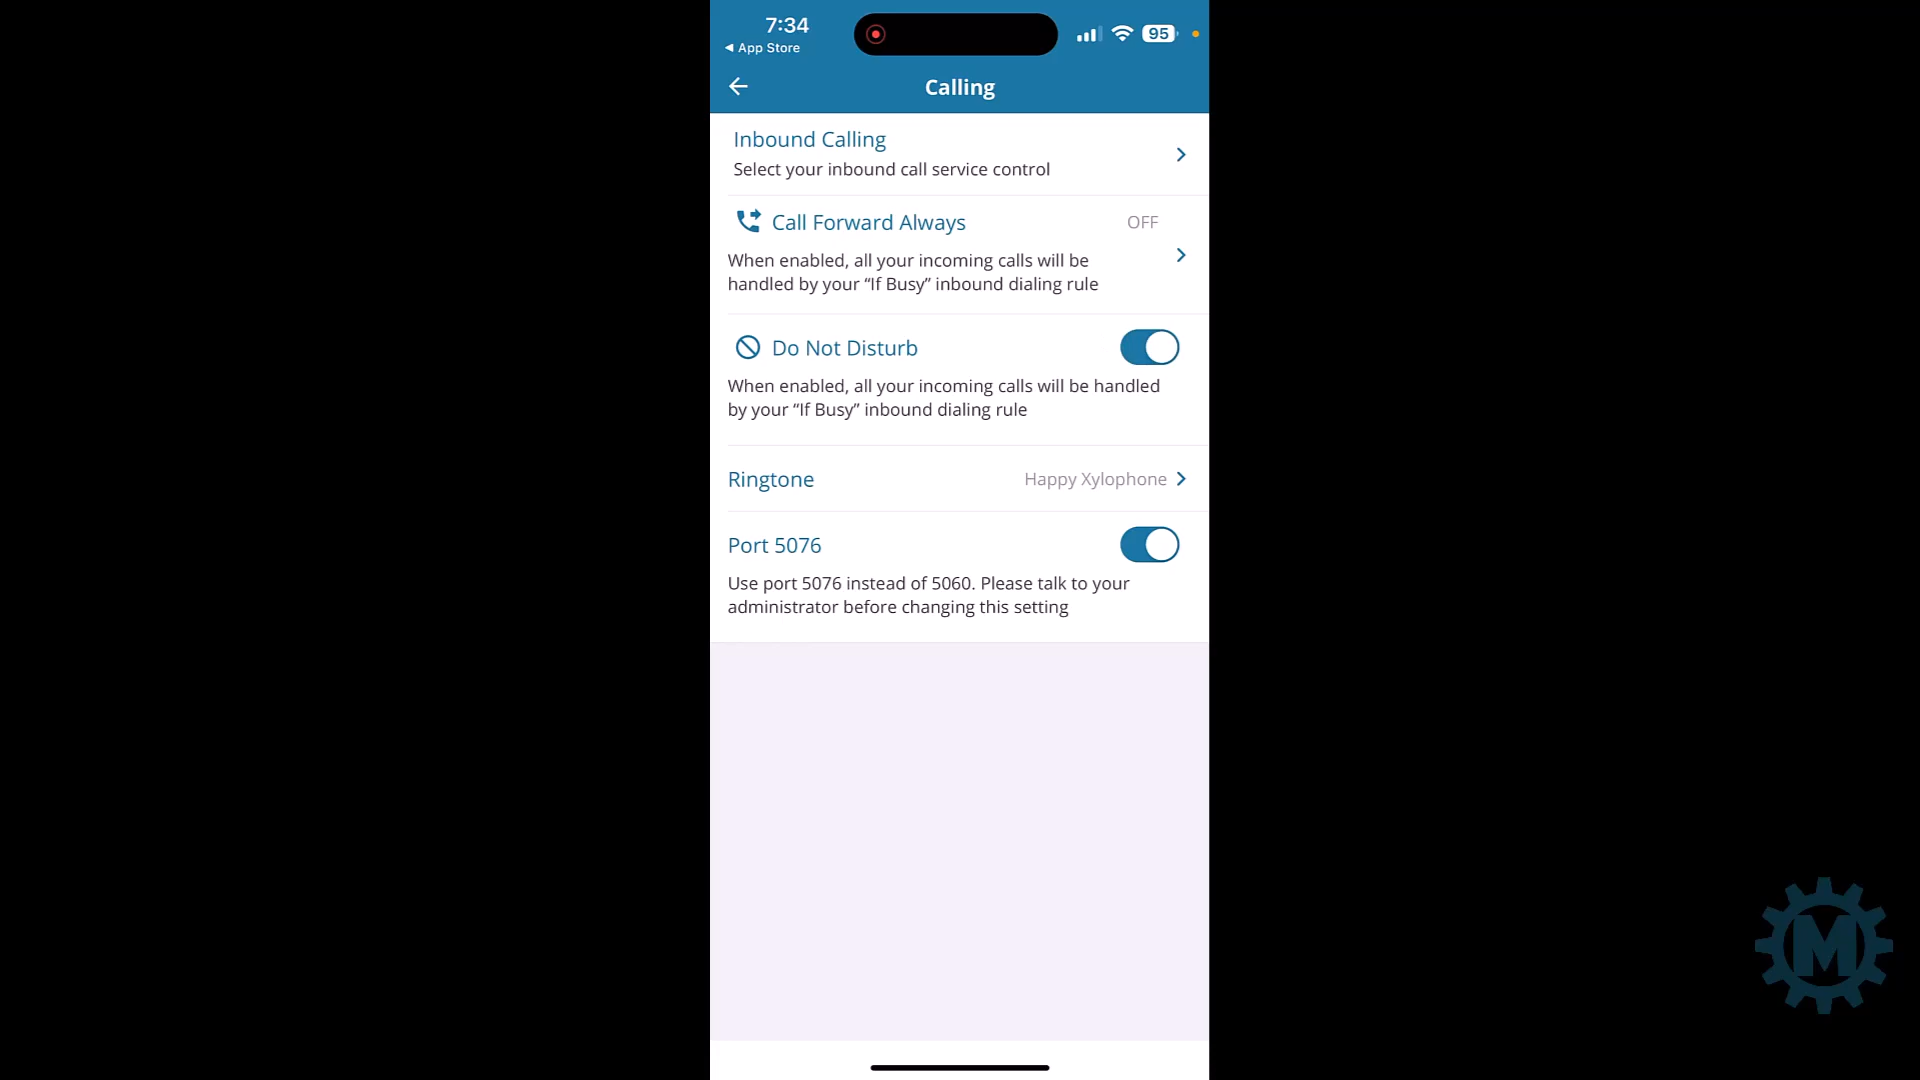 7:34
95
◀ App Store
Calling
Inbound Calling
Select your inbound call service control
Call Forward Always
OFF
When enabled, all your incoming calls will be
handled by your “If Busy” inbound dialing rule
Do Not Disturb
When enabled, all your incoming calls will be handled
by your “If Busy” inbound dialing rule
Ringtone
Happy Xylophone
Port 5076
Use port 5076 instead of 5060. Please talk to your
administrator before changing this setting
M